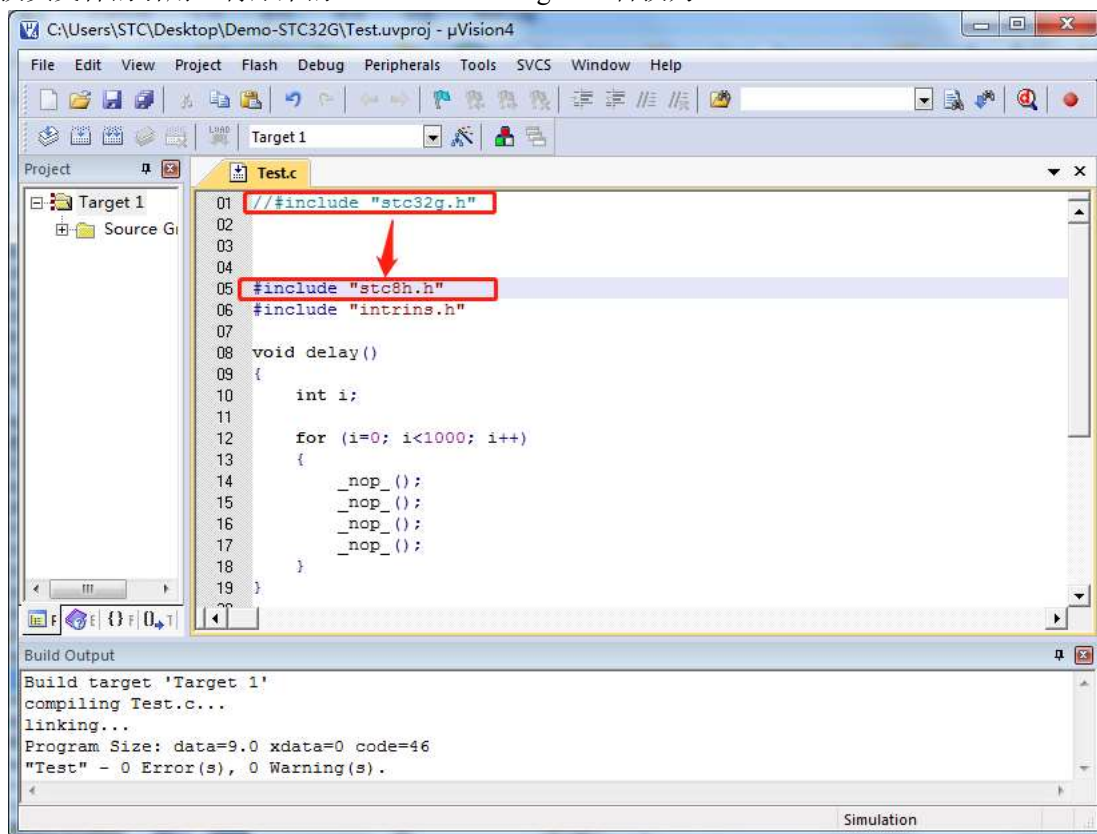 C:\Users\STC\Desktop\Demo-STC32G\Test.uvproj - µVision4
File Edit View Project Flash Debug Peripherals Tools SVCS Window Help
Target 1
Project
Test.c
Target 1
Source Gr
01 //#include "stc32g.h"
02
03
04
05 #include "stc8h.h"
06 #include "intrins.h"
07
08 void delay()
09 {
10 int i;
11
12 for (i=0; i<1000; i++)
13 {
14 _nop_();
15 _nop_();
16 _nop_();
17 _nop_();
18 }
19 }
Build Output
Build target 'Target 1'
compiling Test.c...
linking...
Program Size: data=9.0 xdata=0 code=46
"Test" - 0 Error(s), 0 Warning(s).
Simulation